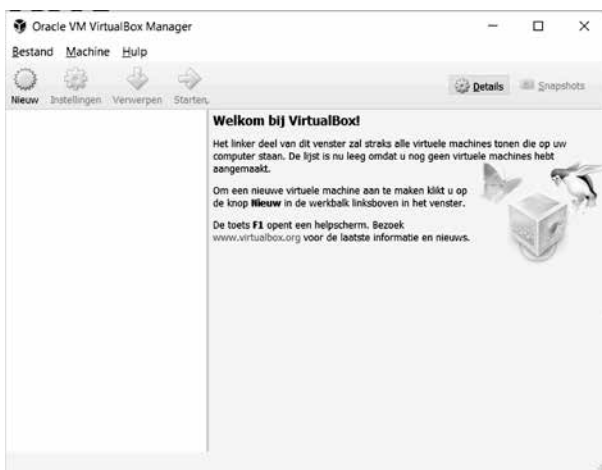 Oracle VM VirtualBox Manager
Bestand Machine Hulp
Nieuw Instellingen Verwerpen Starten,
Details Snapshots
Welkom bij VirtualBox!
Het linker deel van dit venster zal straks alle virtuele machines tonen die op uw
computer staan. De lijst is nu leeg omdat u nog geen virtuele machines hebt
aangemaakt.
Om een nieuwe virtuele machine aan te maken klikt u op
de knop Nieuw in de werkbalk linksboven in het venster.
De toets F1 opent een helpscherm. Bezoek
www.virtualbox.org voor de laatste informatie en nieuws.